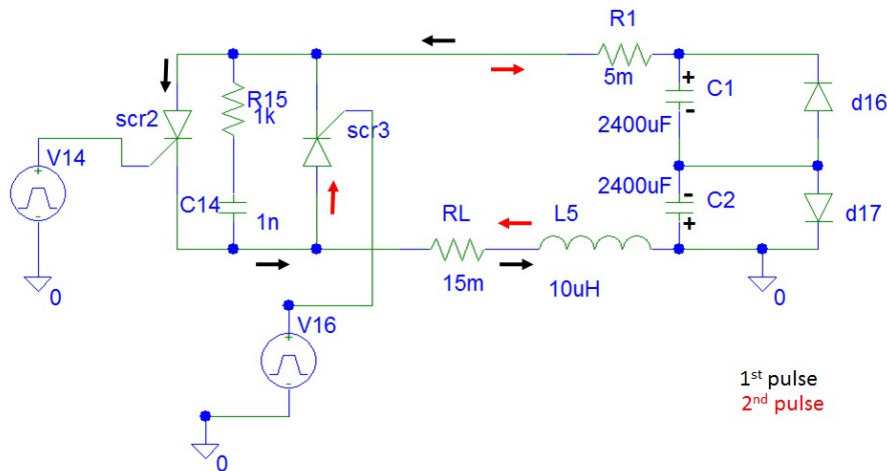 R1
5m
+
C1
-
d16
R15
1k
scr2
scr3
V14
2400uF
2400uF
-
C2
+
d17
C14
1n
RL
L5
15m
10uH
0
0
V16
0
1st pulse
2nd pulse